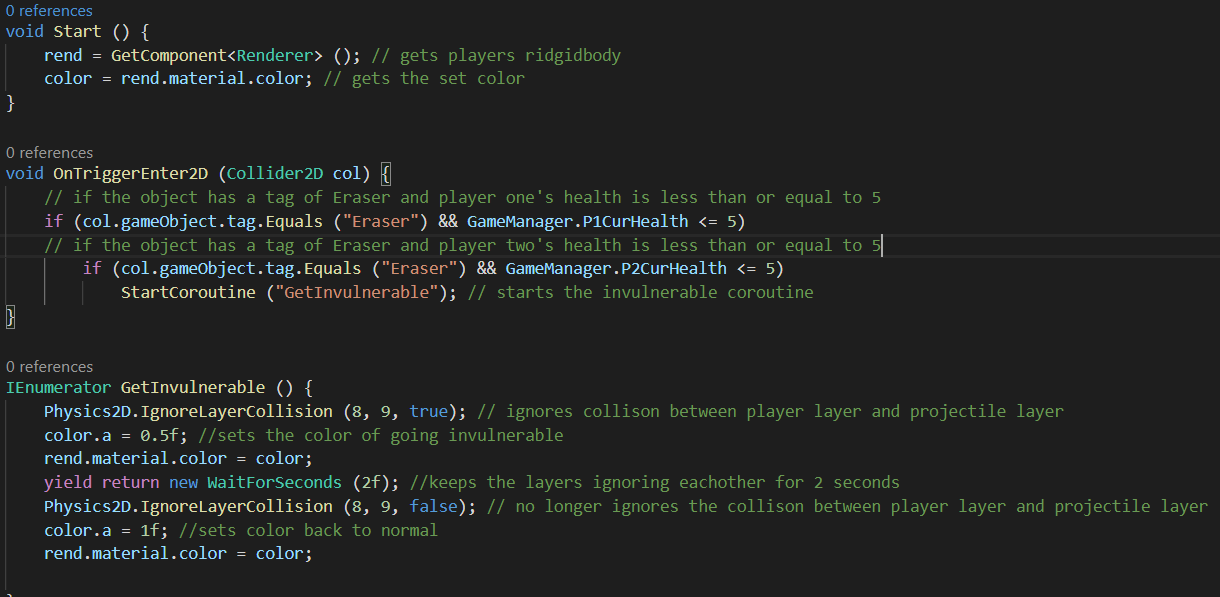 0 references
void Start () {
rend = GetComponent<Renderer> (); // gets players ridgidbody
color = rend.material.color; // gets the set color
}
0 references
void OnTriggerEnter2D (Collider2D col) {
// if the object has a tag of Eraser and player one's health is less than or equal to 5
if (col.gameObject.tag.Equals ("Eraser") && GameManager.P1CurHealth <= 5)
// if the object has a tag of Eraser and player two's health is less than or equal to 5
if (col.gameObject.tag.Equals ("Eraser") && GameManager.P2CurHealth <= 5)
StartCoroutine ("GetInvulnerable"); // starts the invulnerable coroutine
}
0 references
IEnumerator GetInvulnerable () {
Physics2D.IgnoreLayerCollision (8, 9, true); // ignores collison between player layer and projectile layer
color.a = 0.5f; //sets the color of going invulnerable
rend.material.color = color;
yield return new WaitForSeconds (2f); //keeps the layers ignoring eachother for 2 seconds
Physics2D.IgnoreLayerCollision (8, 9, false); // no longer ignores the collison between player layer and projectile layer
color.a = 1f; //sets color back to normal
rend.material.color = color;